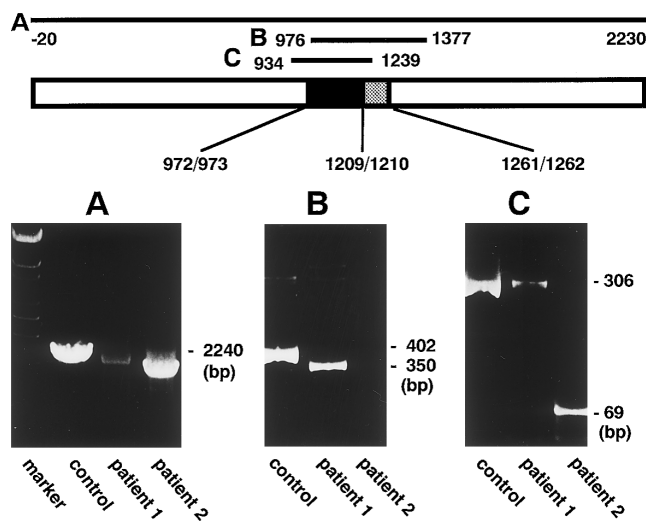 A
-20 B 976 1377 2230
C 934 1239
972/973 1209/1210 1261/1262
A B C
- 306
- 2240 - 402
(bp) - 350
(bp)
- 69
(bp)
marker control patient 1 patient 2 control patient 1 patient 2 control patient 1 patient 2